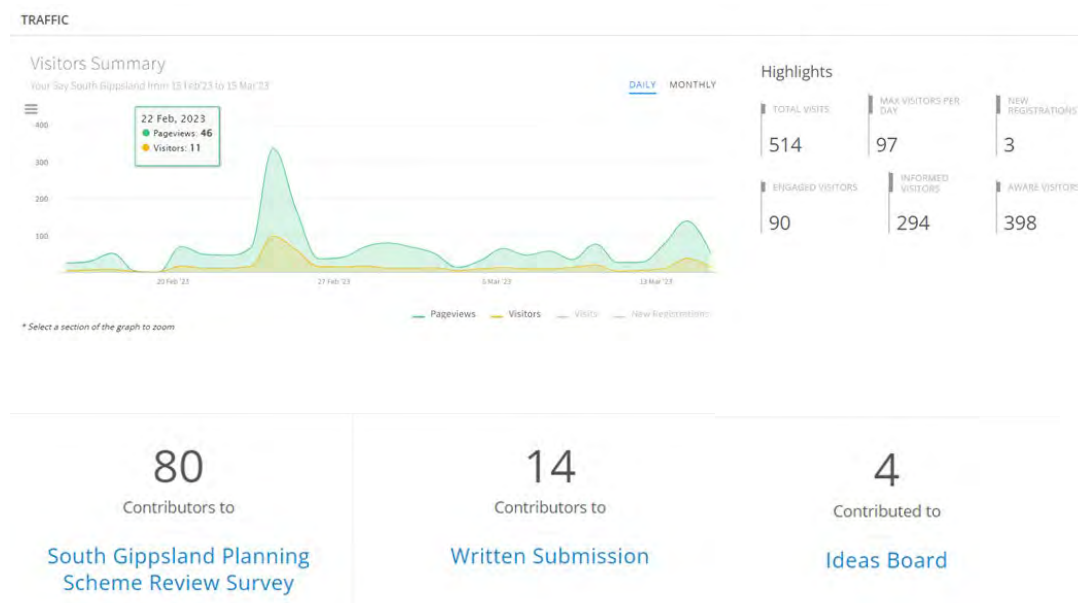 TRAFFIC
Visitors Summary
Your Say South Gippsland from 15 Feb'23 to 15 Mar'23
DAILY MONTHLY
22 Feb, 2023
Pageviews: 46
Visitors: 11
400
300
200
100
20 Feb '23 27 Feb '23 6 Mar '23 13 Mar '23
Pageviews Visitors Visits New Registrations
* Select a section of the graph to zoom
Highlights
TOTAL VISITS
514
MAX VISITORS PER
DAY
97
NEW
REGISTRATIONS
3
ENGAGED VISITORS
90
INFORMED
VISITORS
294
AWARE VISITORS
398
80
Contributors to
South Gippsland Planning
Scheme Review Survey
14
Contributors to
Written Submission
4
Contributed to
Ideas Board